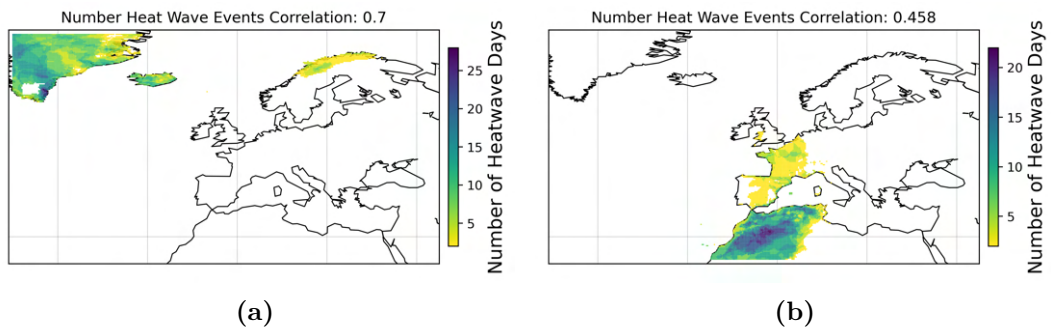 Number Heat Wave Events Correlation: 0.7
25
20
15
10
5
Number of Heatwave Days
(a)
Number Heat Wave Events Correlation: 0.458
20
15
10
5
Number of Heatwave Days
(b)